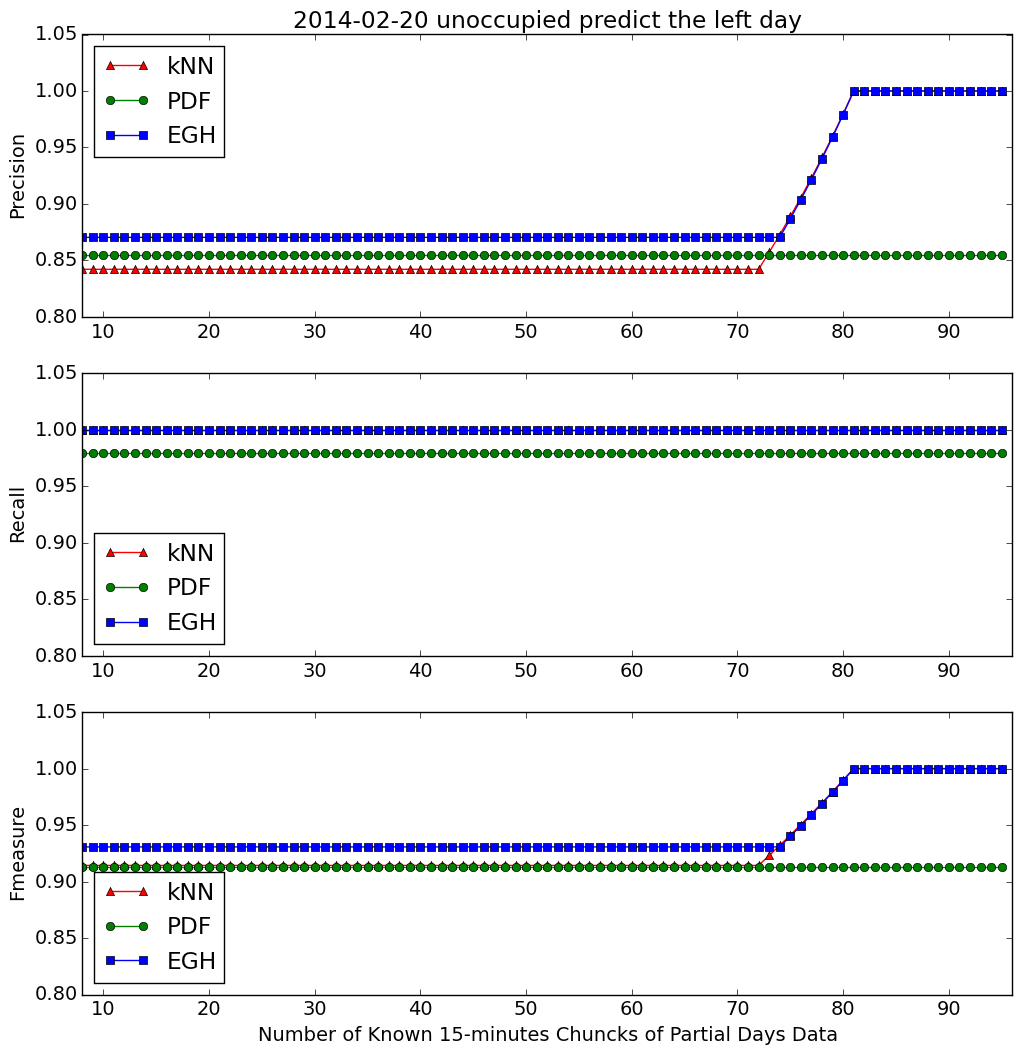 2014-02-20 unoccupied predict the left day
1.05
1.00
0.95
0.90
0.85
0.80
Precision
kNN
PDF
EGH
10 20 30 40 50 60 70 80 90
1.05
1.00
0.95
0.90
0.85
0.80
Recall
kNN
PDF
EGH
10 20 30 40 50 60 70 80 90
1.05
1.00
0.95
0.90
0.85
0.80
Fmeasure
kNN
PDF
EGH
10 20 30 40 50 60 70 80 90
Number of Known 15-minutes Chuncks of Partial Days Data